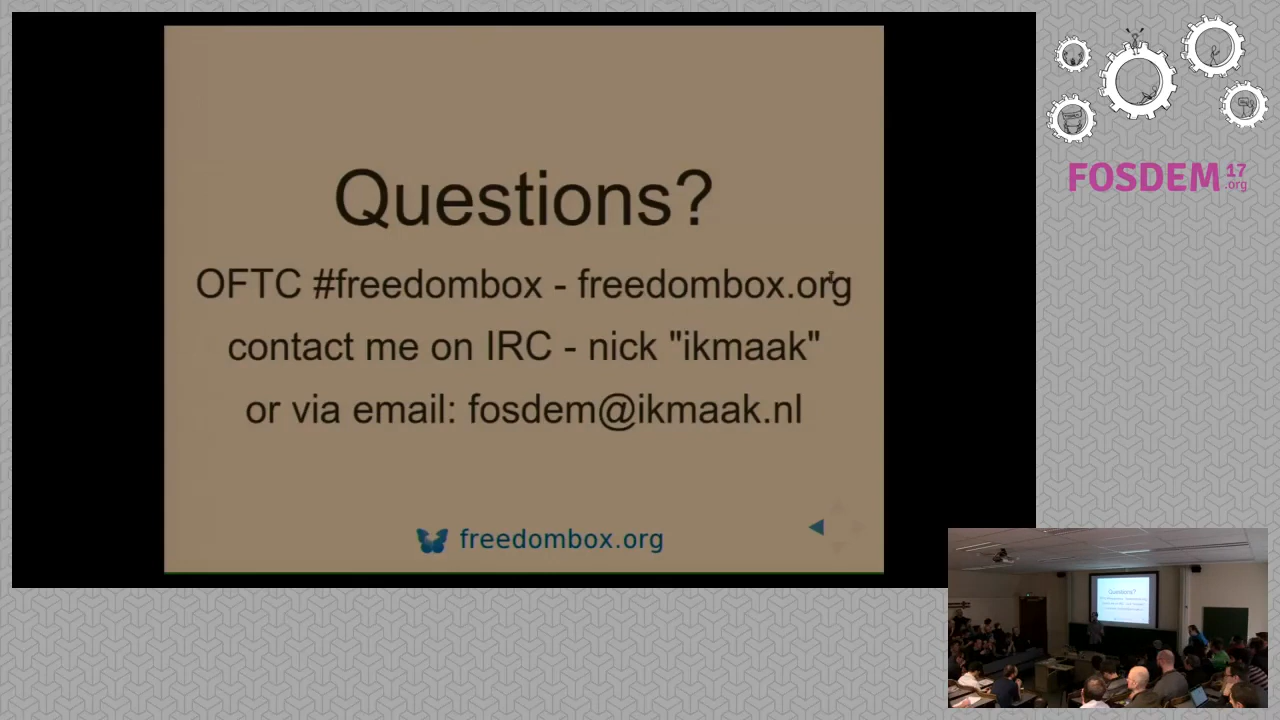 Questions?
OFTC #freedombox - freedombox.org
contact me on IRC - nick "ikmaak"
or via email: fosdem@ikmaak.nl
freedombox.org
FOSDEM 17
.org
Questions?